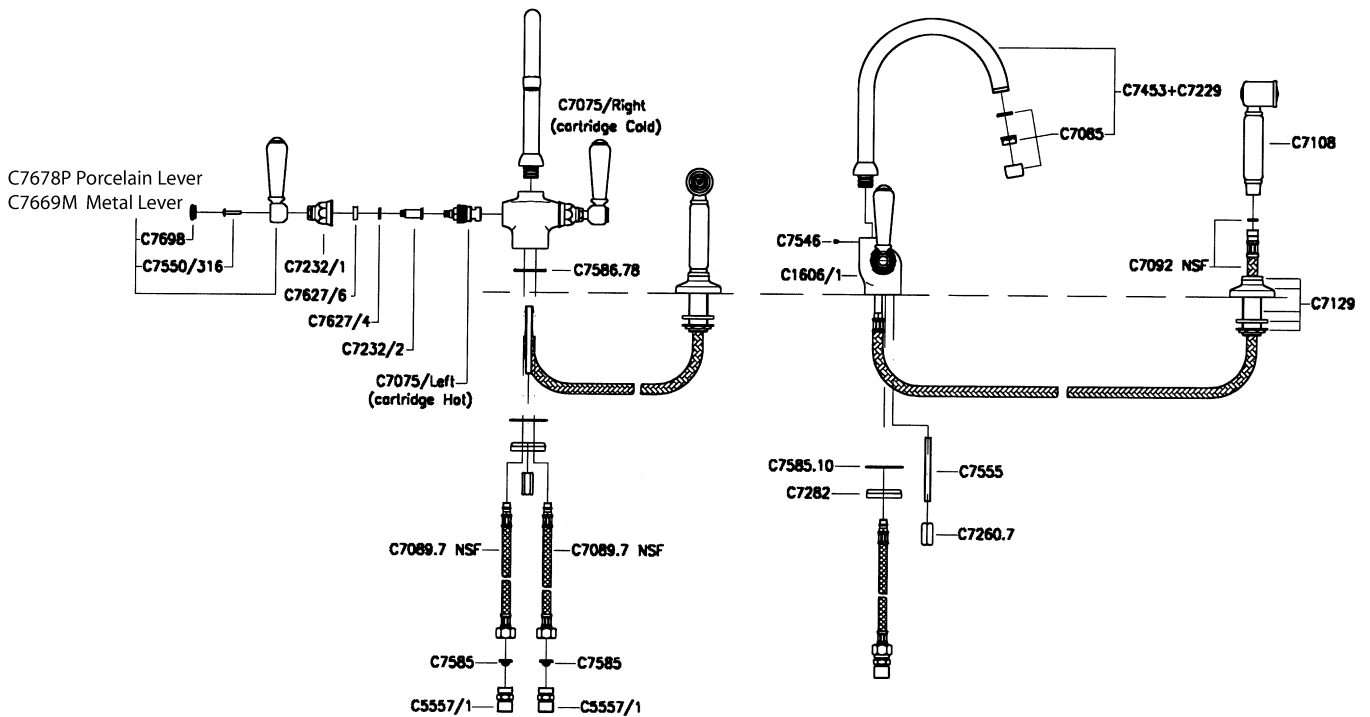 C7075/Right
(cartridge Cold)
C7678P Porcelain Lever
C7669M Metal Lever
C7698
C7550/316
C7232/1
C7627/6
C7627/4
C7232/2
C7075/Left
(cartridge Hot)
C7586.78
C7089.7 NSF
C7089.7 NSF
C7585
C7585
C5557/1
C5557/1
C7453+C7229
C7085
C7108
C7546
C1606/1
C7092 NSF
C7129
C7585.10
C7282
C7555
C7260.7